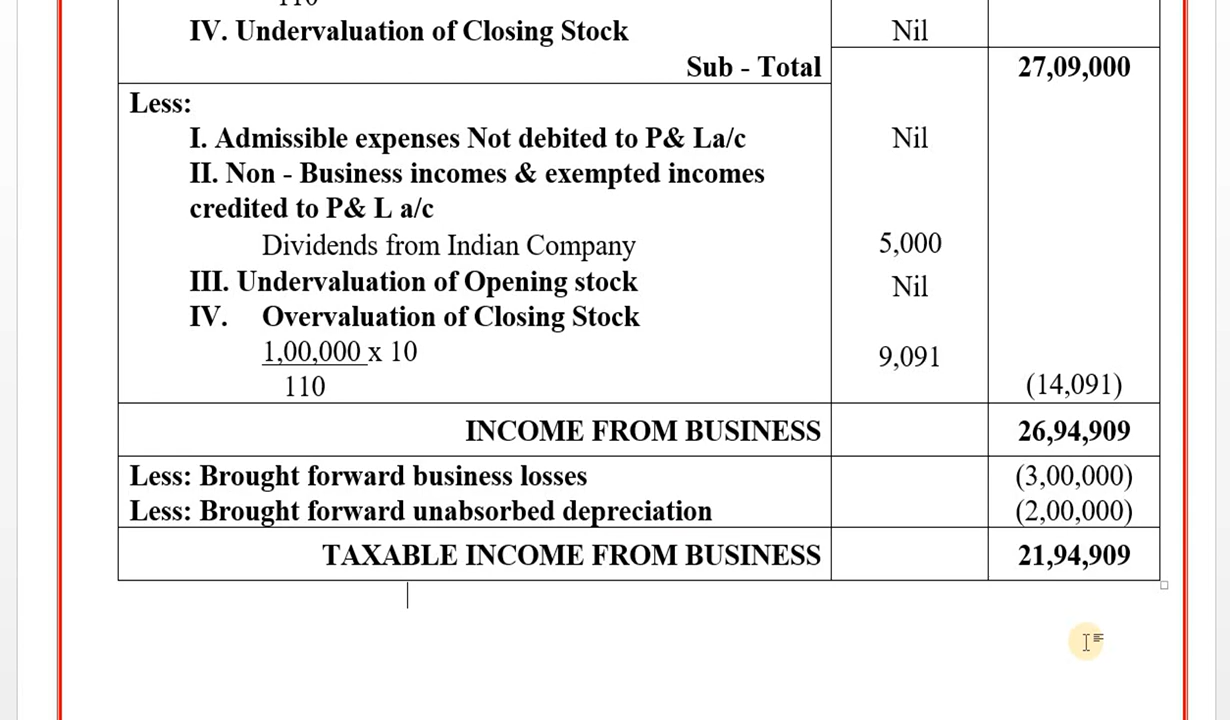 110
IV. Undervaluation of Closing Stock Nil
Sub - Total 27,09,000
Less:
I. Admissible expenses Not debited to P& La/c Nil
II. Non - Business incomes & exempted incomes
credited to P& L a/c
Dividends from Indian Company 5,000
III. Undervaluation of Opening stock Nil
IV. Overvaluation of Closing Stock
1,00,000 x 10 9,091
110 (14,091)
INCOME FROM BUSINESS 26,94,909
Less: Brought forward business losses (3,00,000)
Less: Brought forward unabsorbed depreciation (2,00,000)
TAXABLE INCOME FROM BUSINESS 21,94,909